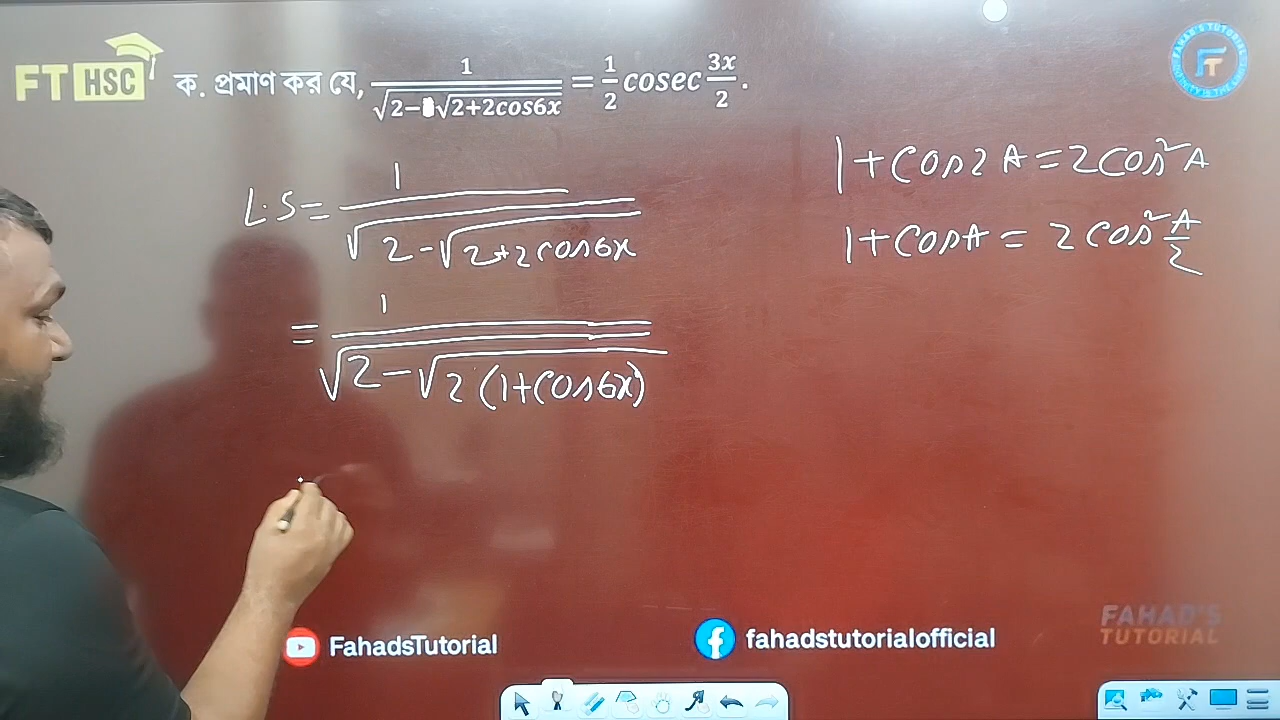 FT HSC
ক. প্রমাণ কর যে, 1/√(2-√(2+2cos6x)) = 1/2 cosec 3x/2.
1+cos2A=2cos²A
L.S = 1/√(2-√(2+2cos6x))
1+cosA = 2cos² A/2
= 1/√(2-√(2(1+cos6x)))
FAHAD'S TUTORIAL
FahadsTutorial
fahadstutorialofficial